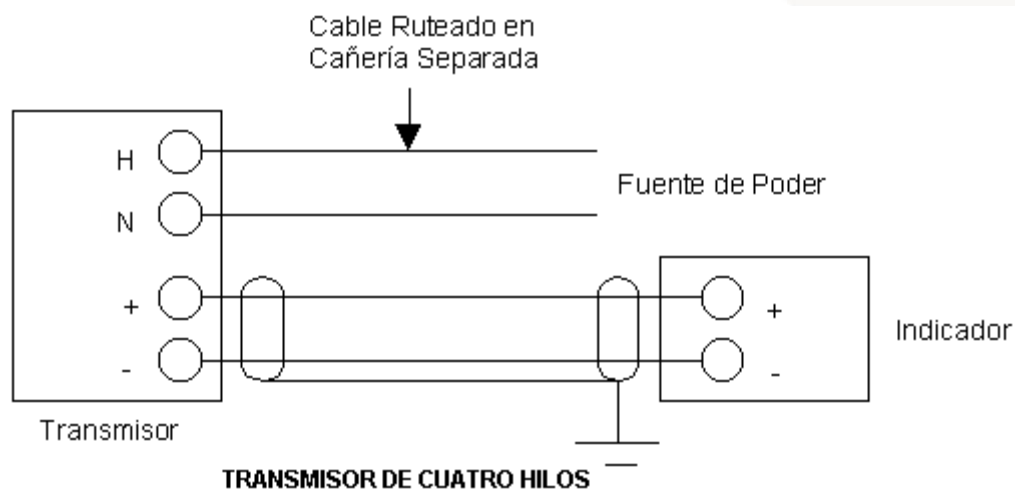 Cable Ruteado en
Cañería Separada
H
Fuente de Poder
N
+
+
Indicador
-
-
Transmisor
TRANSMISOR DE CUATRO HILOS